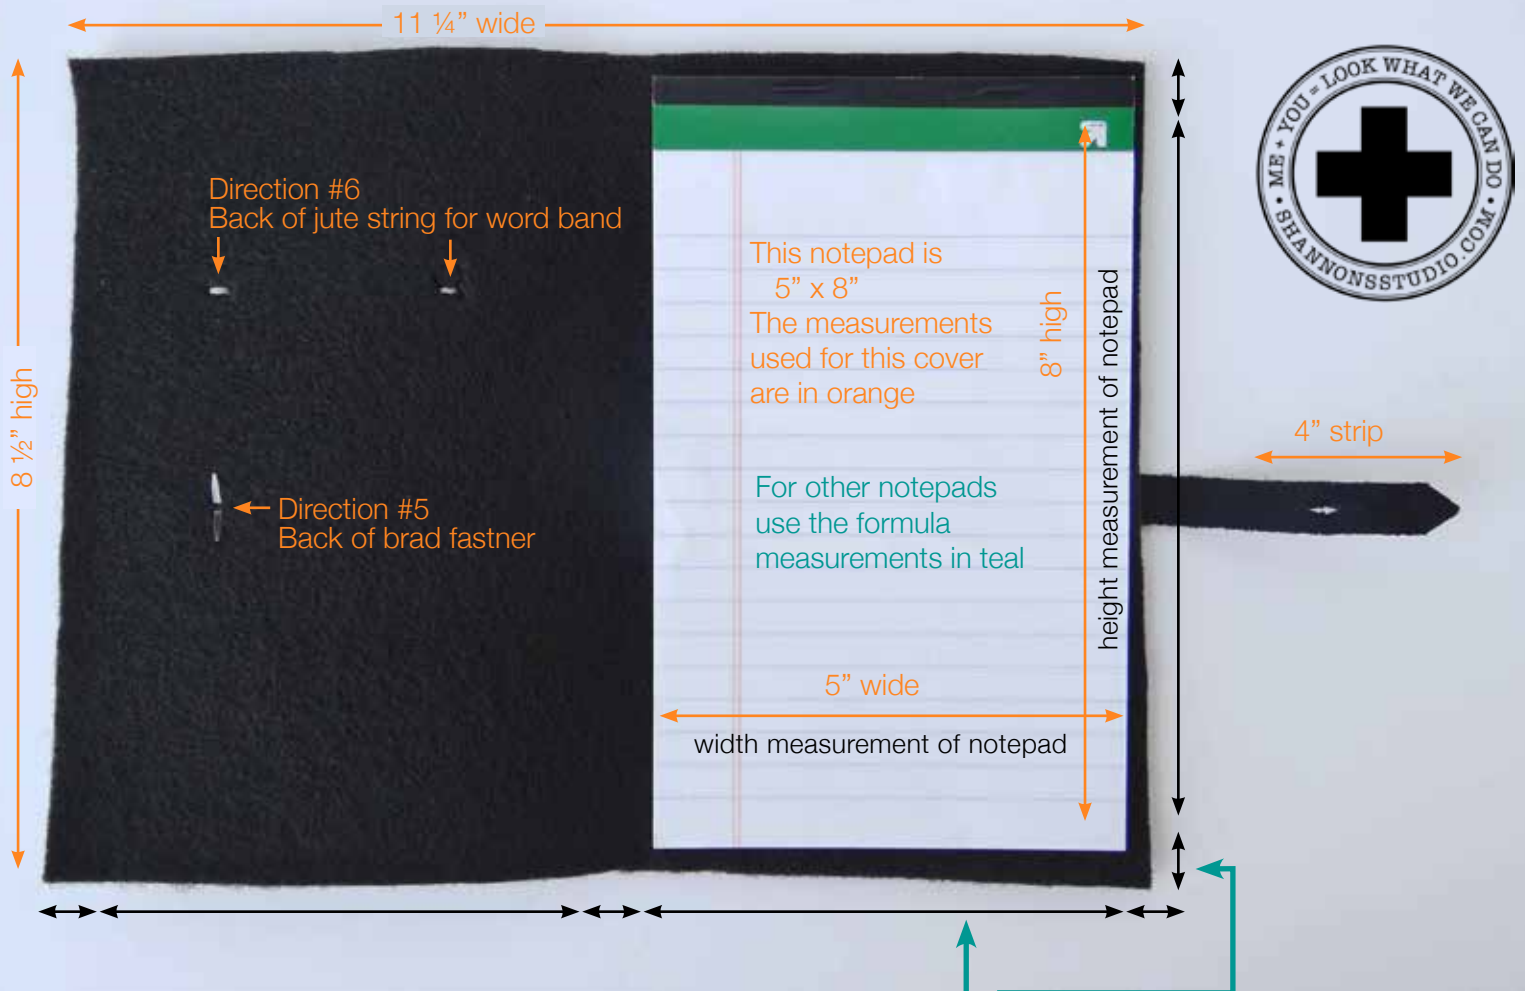 11 ¼” wide
ME + YOU = LOOK WHAT WE CAN DO • SHANNONSSTUDIO.COM •
Direction #6
Back of jute string for word band
This notepad is
5” x 8”
The measurements
used for this cover
are in orange
8” high
height measurement of notepad
8 ½” high
4” strip
For other notepads
use the formula
measurements in teal
Direction #5
Back of brad fastner
5” wide
width measurement of notepad